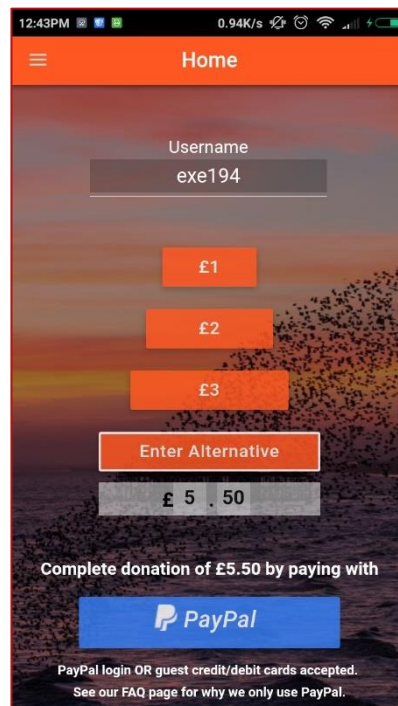 12:43PM 0.94K/s
Home
Username
exe194
£1
£2
£3
Enter Alternative
£ 5 . 50
Complete donation of £5.50 by paying with
PayPal
PayPal login OR guest credit/debit cards accepted.
See our FAQ page for why we only use PayPal.